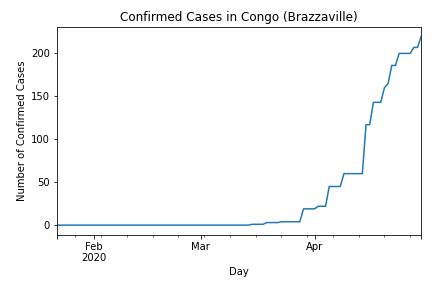 Confirmed Cases in Congo (Brazzaville)
Number of Confirmed Cases
200
150
100
50
0
Feb
2020
Mar
Apr
Day